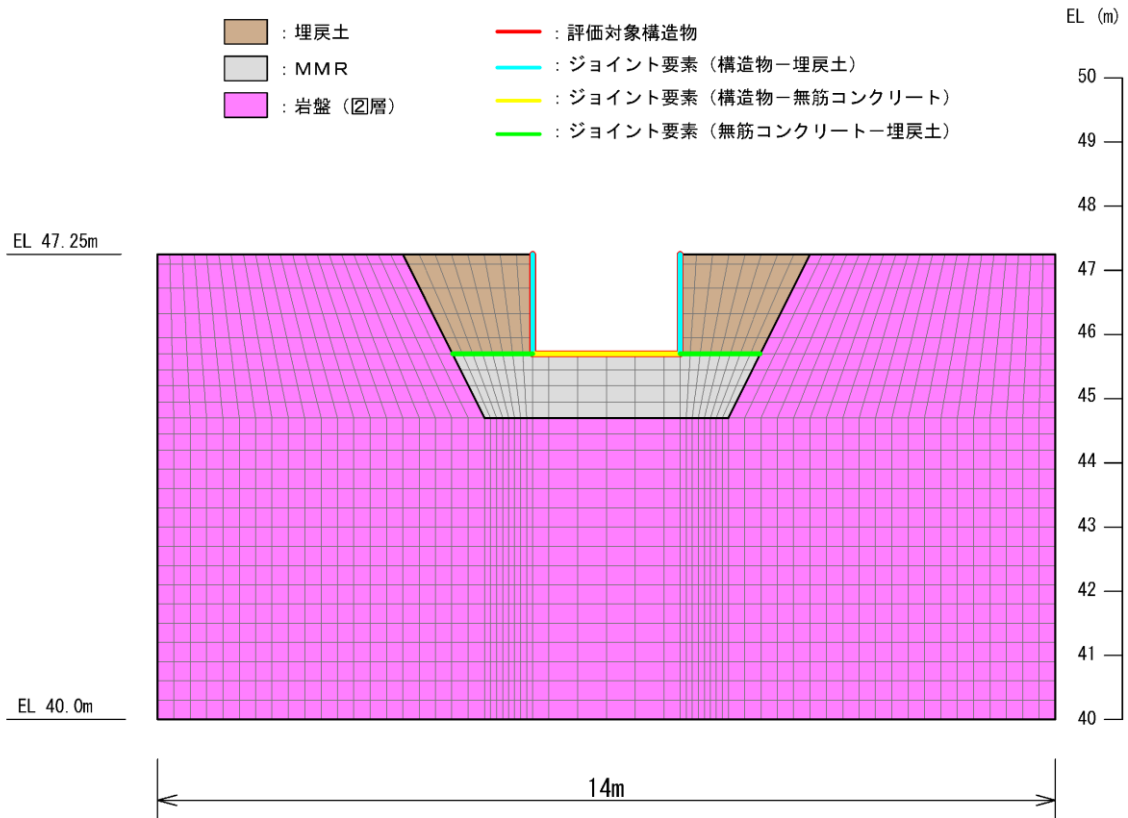 EL (m)
：埋戻土
：ＭＭＲ
：岩盤（②層）
：評価対象構造物
：ジョイント要素（構造物－埋戻土）
：ジョイント要素（構造物－無筋コンクリート）
：ジョイント要素（無筋コンクリート－埋戻土）
50
49
48
47
46
45
44
43
42
41
40
EL 47.25m
EL 40.0m
14m